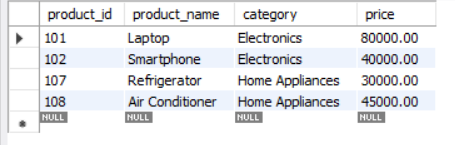 product_id product_name category price
101 Laptop Electronics 80000.00
102 Smartphone Electronics 40000.00
107 Refrigerator Home Appliances 30000.00
108 Air Conditioner Home Appliances 45000.00
NULL NULL NULL NULL